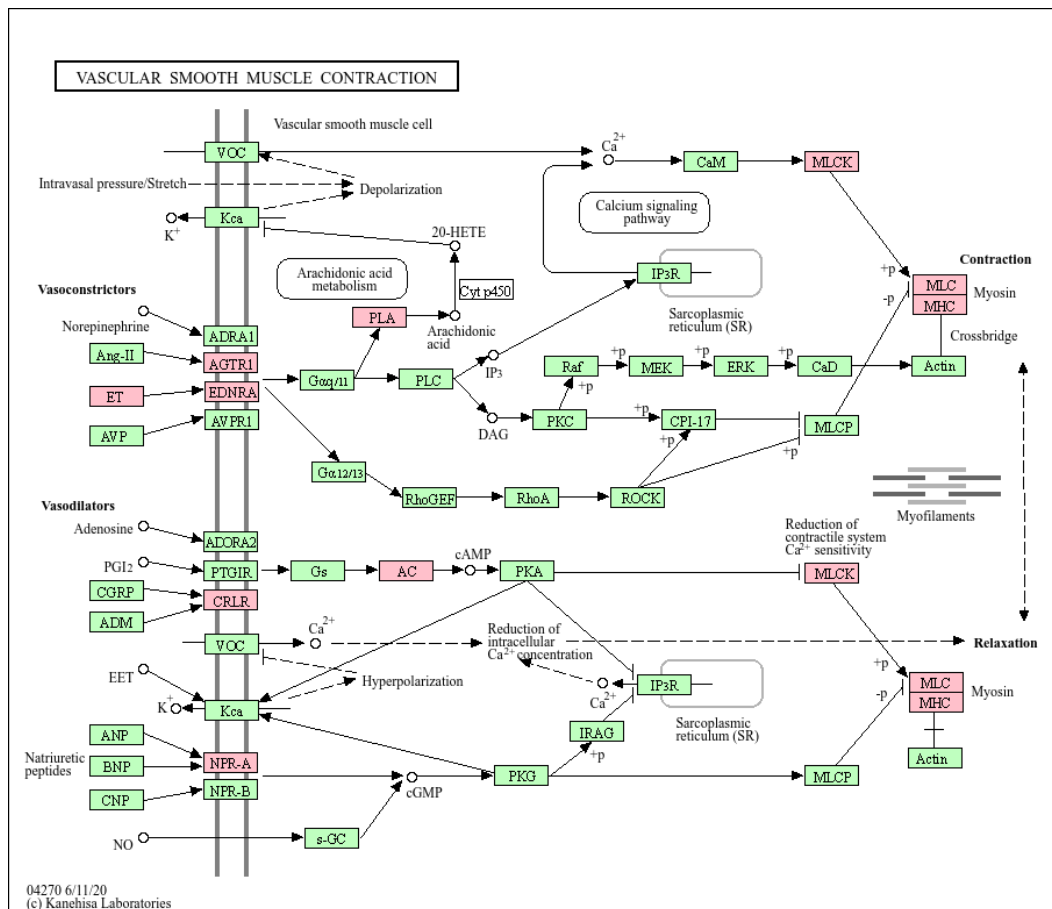 VASCULAR SMOOTH MUSCLE CONTRACTION
Vascular smooth muscle cell
VOC
Ca2+
CaM
MLCK
Intravasal pressure/Stretch
Depolarization
Kca
K+
20-HETE
Calcium signaling
pathway
Arachidonic acid
metabolism
Cyt p450
IP3R
Sarcoplasmic
reticulum (SR)
+p
-p
Contraction
MLC
MHC
Myosin
Crossbridge
Vasoconstrictors
Norepinephrine
ADRA1
PLA
Arachidonic
acid
Ang-II
AGTR1
ET
EDNRA
AVP
AVPR1
Gαq/11
PLC
IP3
DAG
Raf
+p
MEK
+p
ERK
+p
CaD
Actin
+p
PKC
+p
CPI-17
MLCP
+p
+p
Gα12/13
RhoGEF
RhoA
ROCK
Myofilaments
Vasodilators
Adenosine
ADORA2
Reduction of
contractile system
Ca2+ sensitivity
PGI2
PTGIR
Gs
AC
cAMP
PKA
MLCK
CGRP
CRLR
ADM
VOC
Ca2+
Reduction of
intracellular
Ca2+ concentration
Relaxation
EET
Hyperpolarization
K+
Kca
Ca2+
IP3R
Sarcoplasmic
reticulum (SR)
+p
-p
MLC
MHC
Myosin
Actin
IRAG
+p
Natriuretic
peptides
ANP
BNP
CNP
NPR-A
NPR-B
cGMP
PKG
MLCP
NO
s-GC
04270 6/11/20
(c) Kanehisa Laboratories